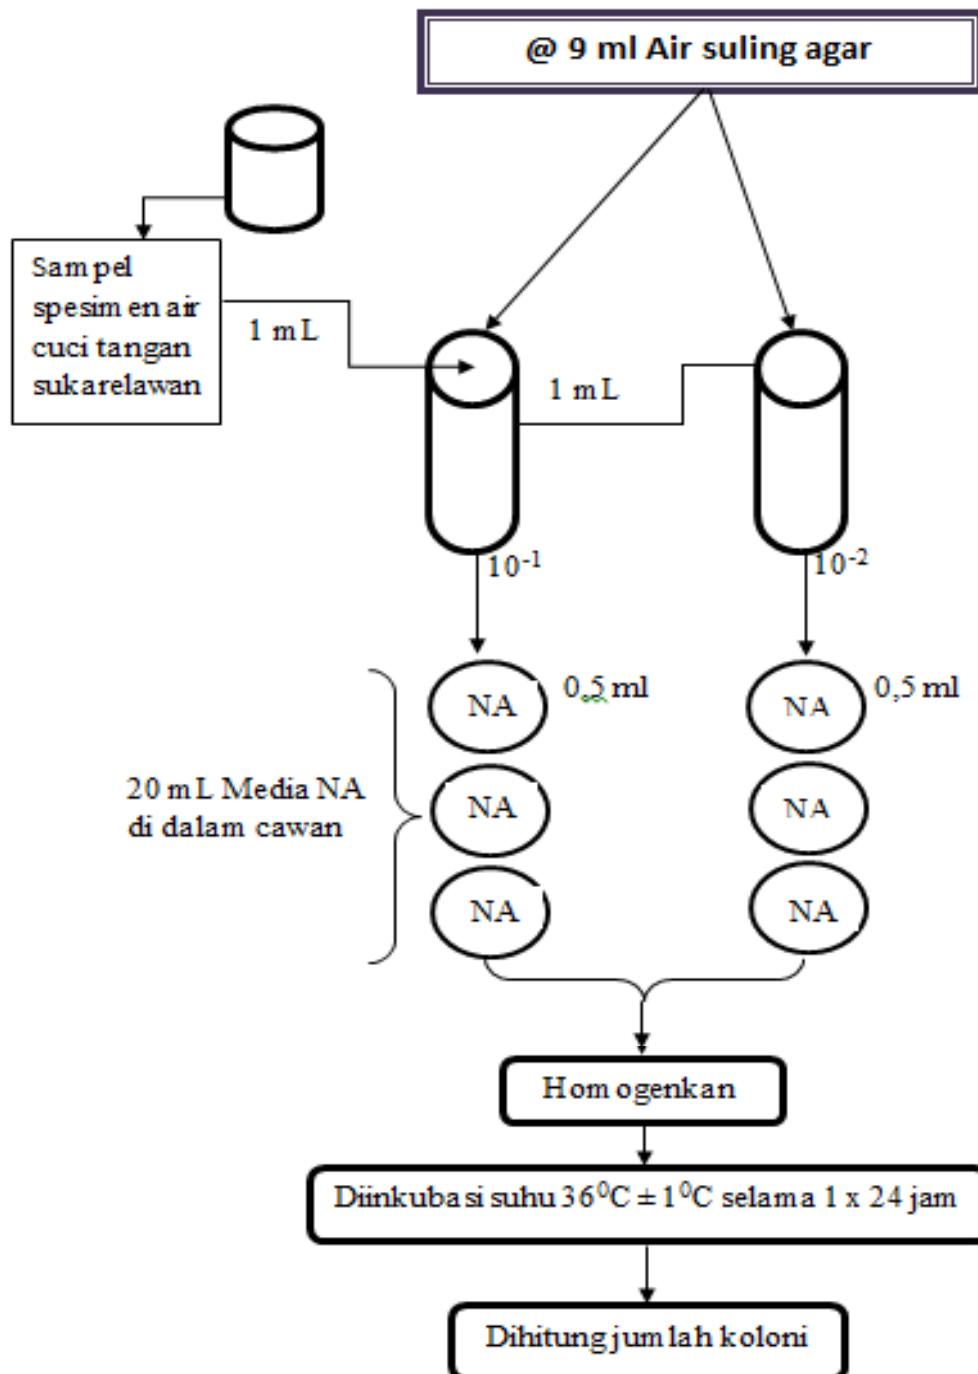 @ 9 ml Air suling agar
Sampel
spesimen air
cuci tangan
sukarelawan
1 mL
1 mL
10⁻¹
10⁻²
NA
0,5 ml
NA
0,5 ml
20 mL Media NA
di dalam cawan
NA
NA
NA
NA
Homogenkan
Diinkubasi suhu 36⁰C ± 1⁰C selama 1 x 24 jam
Dihitung jumlah koloni